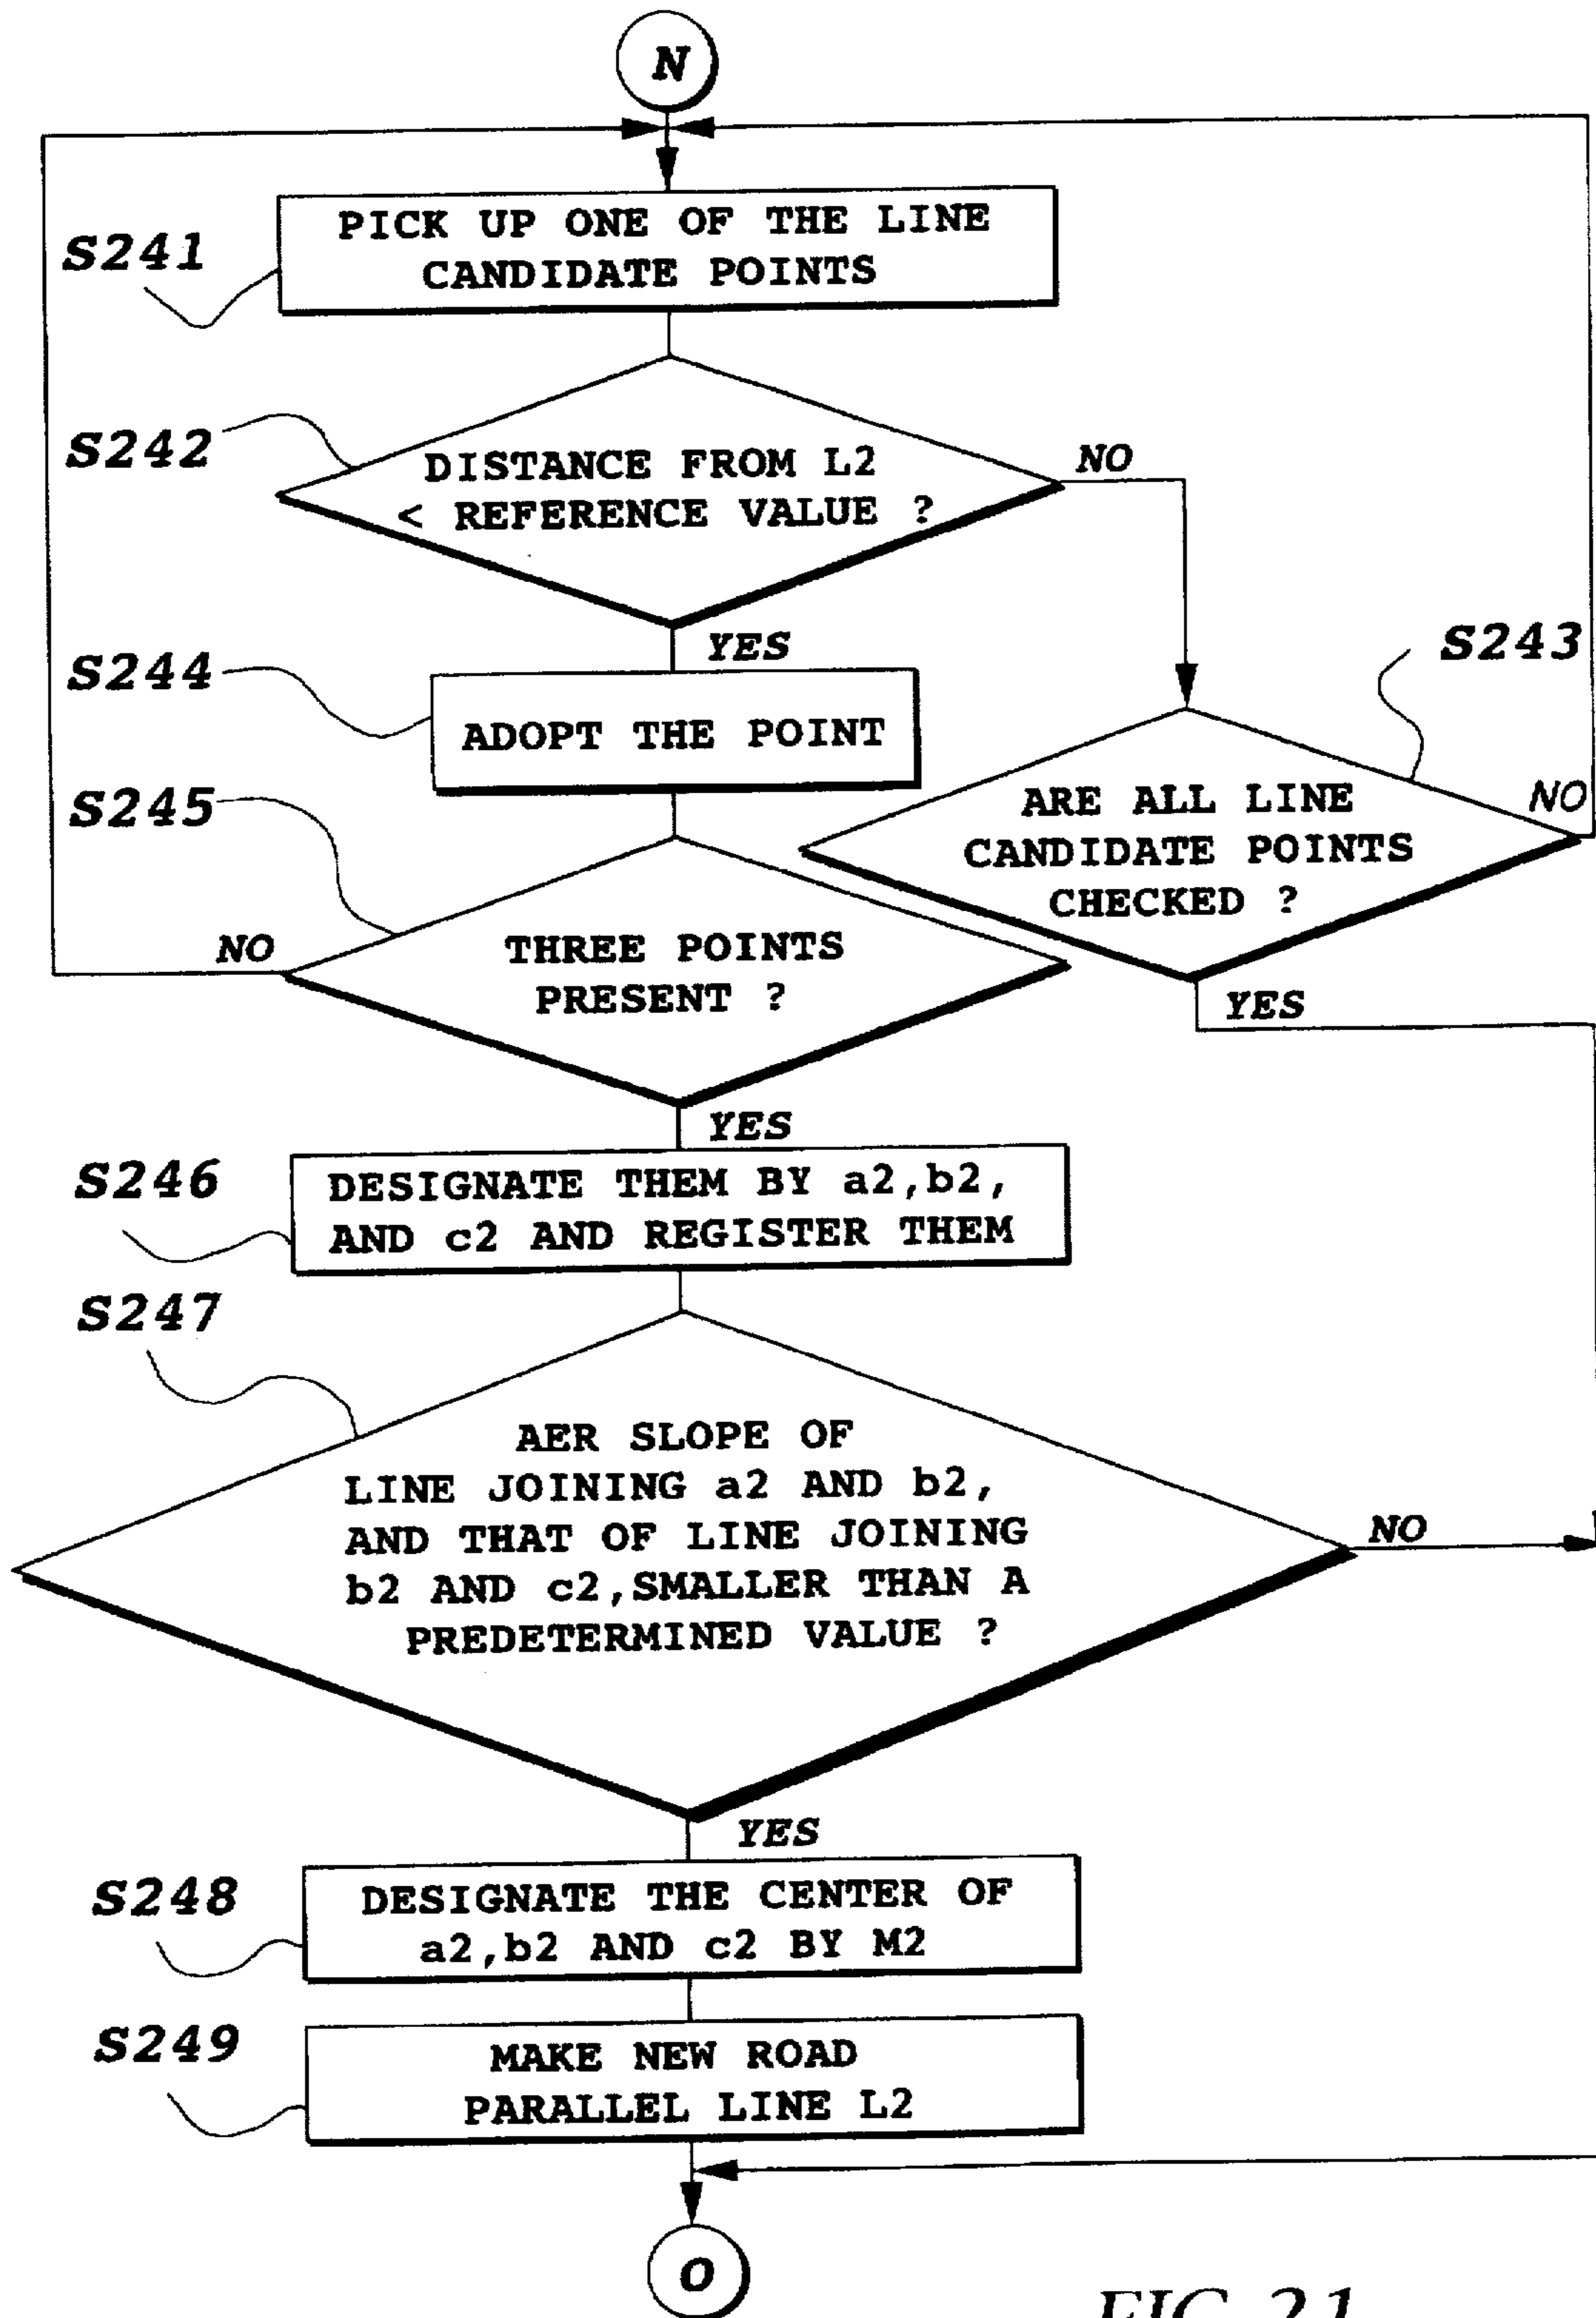 N
S241
PICK UP ONE OF THE LINE
CANDIDATE POINTS
S242
DISTANCE FROM L2
< REFERENCE VALUE ?
NO
YES
S243
S244
ADOPT THE POINT
ARE ALL LINE
CANDIDATE POINTS
CHECKED ?
NO
YES
S245
THREE POINTS
PRESENT ?
NO
YES
S246
DESIGNATE THEM BY a2,b2,
AND c2 AND REGISTER THEM
S247
AER SLOPE OF
LINE JOINING a2 AND b2,
AND THAT OF LINE JOINING
b2 AND c2,SMALLER THAN A
PREDETERMINED VALUE ?
NO
YES
S248
DESIGNATE THE CENTER OF
a2,b2 AND c2 BY M2
S249
MAKE NEW ROAD
PARALLEL LINE L2
O
FIG. 21